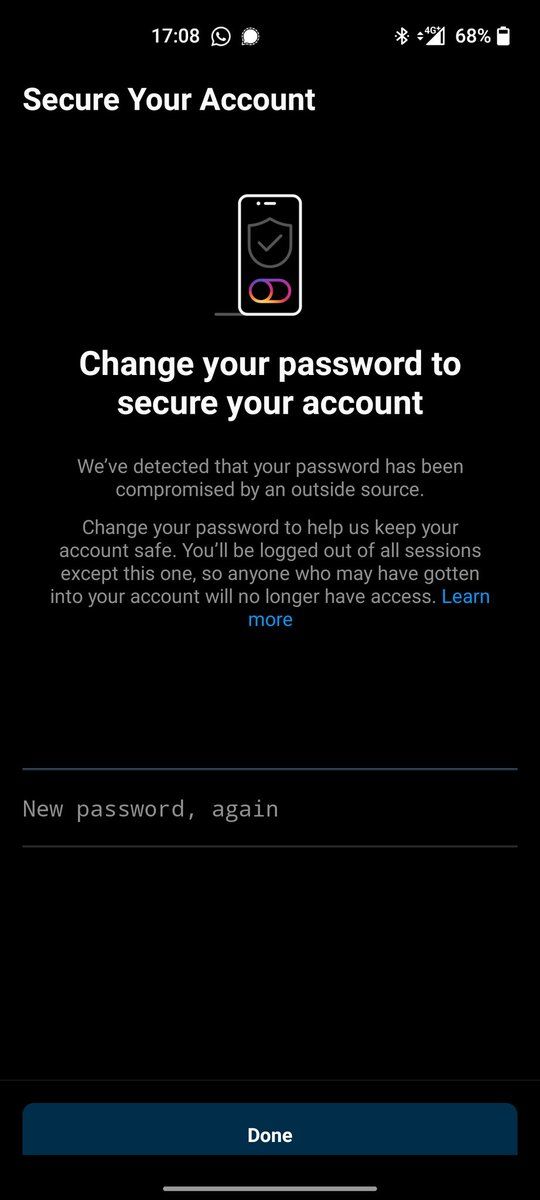 17:08 4G 68%
Secure Your Account
Change your password to
secure your account
We’ve detected that your password has been
compromised by an outside source.
Change your password to help us keep your
account safe. You’ll be logged out of all sessions
except this one, so anyone who may have gotten
into your account will no longer have access. Learn
more
New password, again
Done